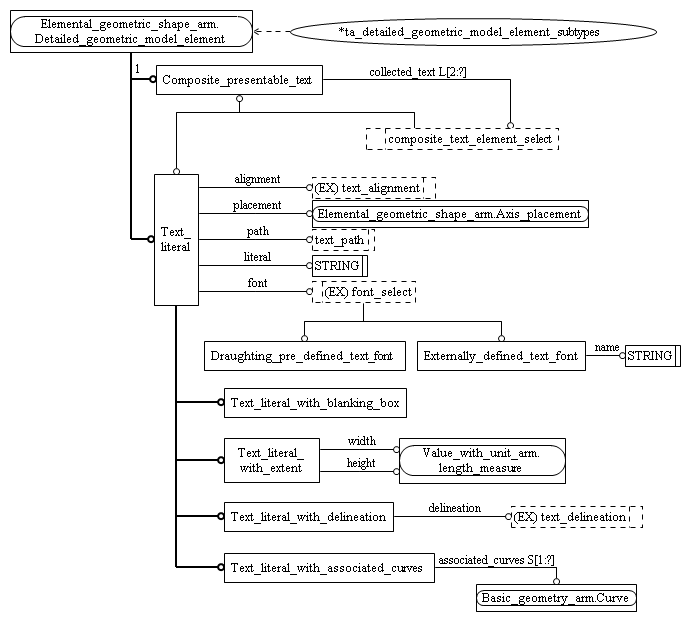 Elemental_geometric_shape_arm.
Detailed_geometric_model_element
*ta_detailed_geometric_model_element_subtypes
1
Composite_presentable_text
collected_text L[2:?]
composite_text_element_select
Text_
literal
alignment
(EX) text_alignment
placement
Elemental_geometric_shape_arm.Axis_placement
path
text_path
literal
STRING
font
(EX) font_select
Draughting_pre_defined_text_font
Externally_defined_text_font
name
STRING
Text_literal_with_blanking_box
Text_literal_
with_extent
width
height
Value_with_unit_arm.
length_measure
Text_literal_with_delineation
delineation
(EX) text_delineation
Text_literal_with_associated_curves
associated_curves S[1:?]
Basic_geometry_arm.Curve